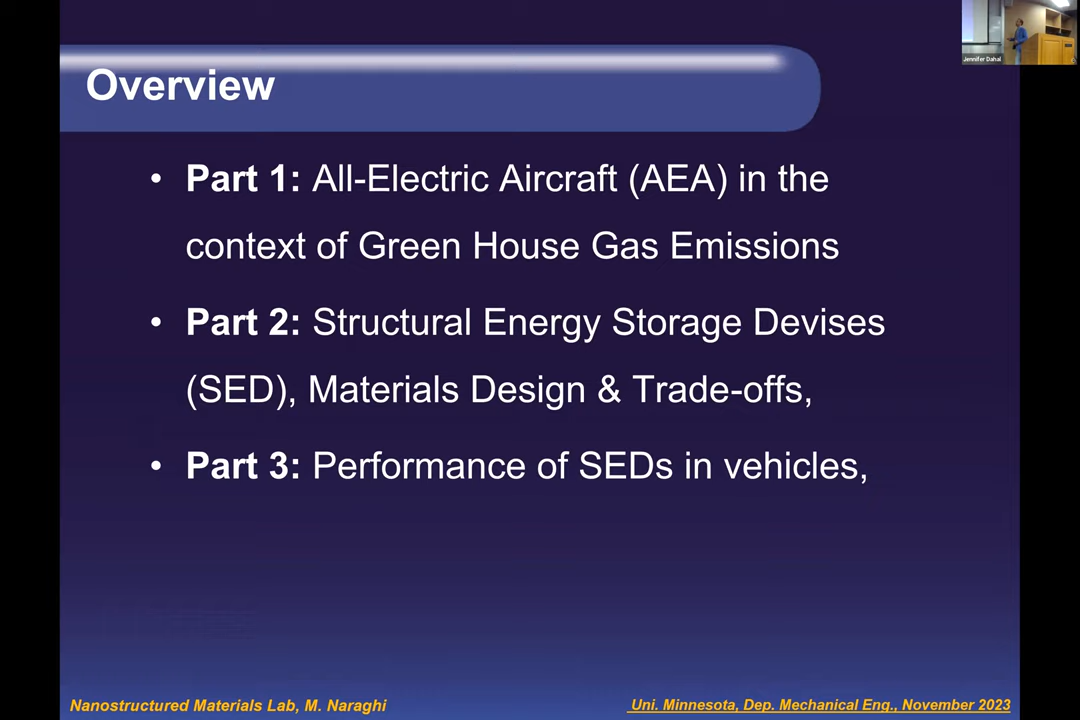 Jennifer Dahal
Overview
• Part 1: All-Electric Aircraft (AEA) in the
context of Green House Gas Emissions
• Part 2: Structural Energy Storage Devises
(SED), Materials Design & Trade-offs,
• Part 3: Performance of SEDs in vehicles,
Nanostructured Materials Lab, M. Naraghi
Uni. Minnesota, Dep. Mechanical Eng., November 2023